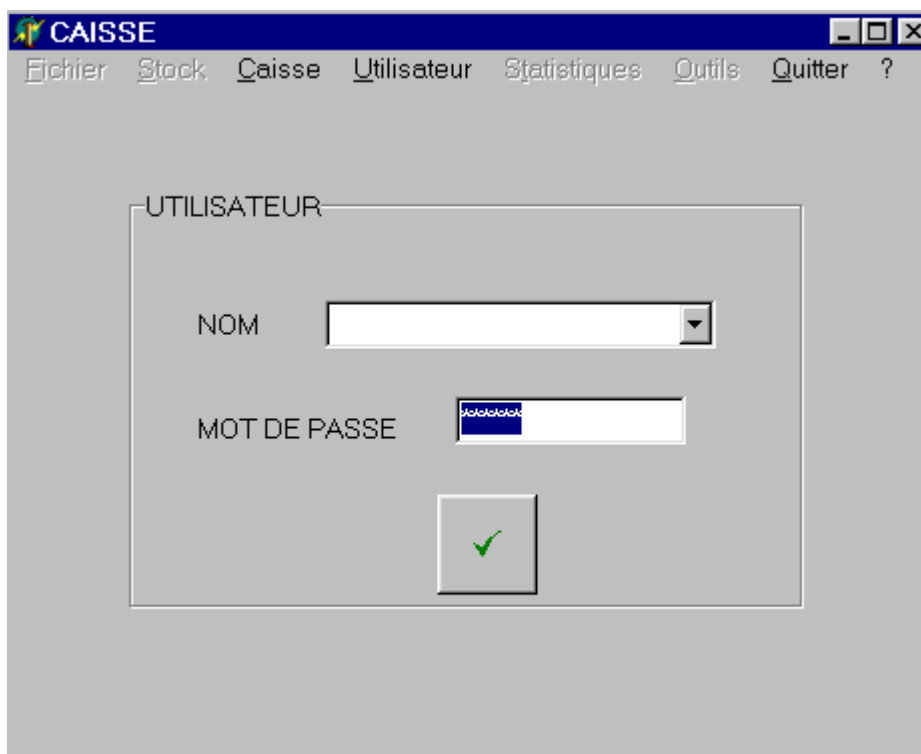 CAISSE
Fichier Stock Caisse Utilisateur Statistiques Outils Quitter ?
UTILISATEUR
NOM
MOT DE PASSE
*******